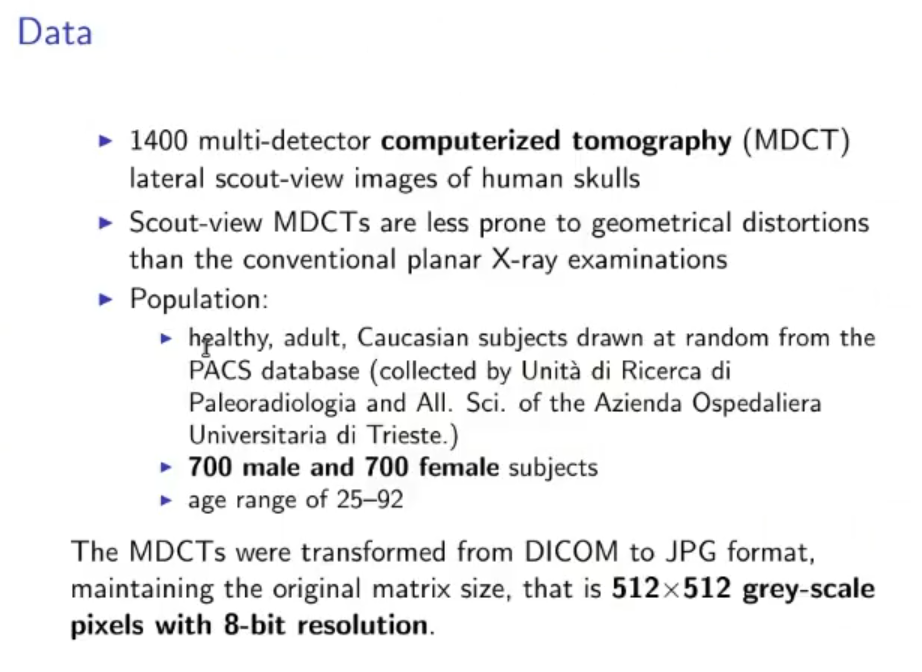 Data
▶ 1400 multi-detector computerized tomography (MDCT)
lateral scout-view images of human skulls
▶ Scout-view MDCTs are less prone to geometrical distortions
than the conventional planar X-ray examinations
▶ Population:
▶ healthy, adult, Caucasian subjects drawn at random from the
PACS database (collected by Unità di Ricerca di
Paleoradiologia and All. Sci. of the Azienda Ospedaliera
Universitaria di Trieste.)
▶ 700 male and 700 female subjects
▶ age range of 25–92
The MDCTs were transformed from DICOM to JPG format,
maintaining the original matrix size, that is 512×512 grey-scale
pixels with 8-bit resolution.